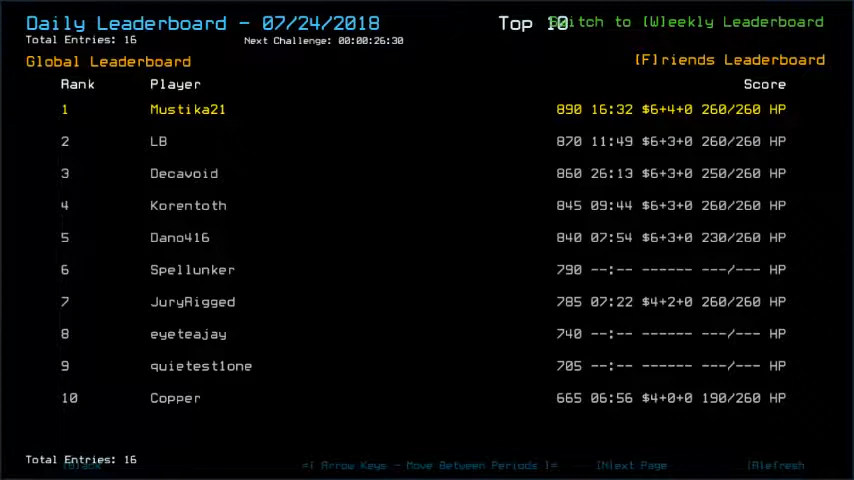 Daily Leaderboard - 07/24/2018 Top 10 Switch to [W]eekly Leaderboard
Total Entries: 16 Next Challenge: 00:00:26:30
Global Leaderboard [F]riends Leaderboard
Rank Player Score
1 Mustika21 890 16:32 $6+4+0 260/260 HP
2 LB 870 11:49 $6+3+0 260/260 HP
3 Decavoid 860 26:13 $6+3+0 250/260 HP
4 Korentoth 845 09:44 $6+3+0 260/260 HP
5 Dano416 840 07:54 $6+3+0 230/260 HP
6 Spellunker 790 --:-- ------ ---/--- HP
7 JuryRigged 785 07:22 $4+2+0 260/260 HP
8 eyeteajay 740 --:-- ------ ---/--- HP
9 quietest1one 705 --:-- ------ ---/--- HP
10 Copper 665 06:56 $4+0+0 190/260 HP
Total Entries: 16
[B]ack =[ Arrow Keys - Move Between Periods ]= [N]ext Page [R]efresh